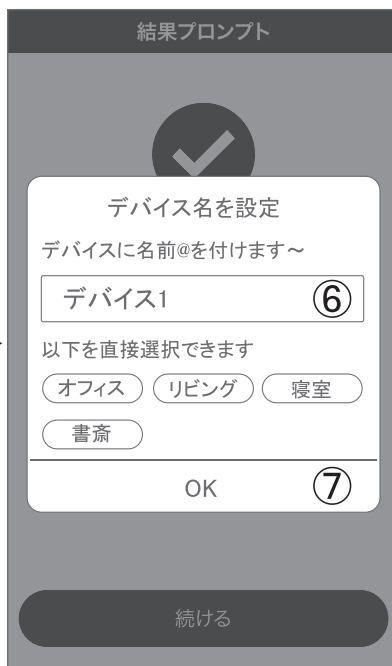 結果プロンプト
デバイス名を設定
デバイスに名前@を付けます～
デバイス1 ⑥
以下を直接選択できます
オフィス リビング 寝室
書斎
OK ⑦
続ける